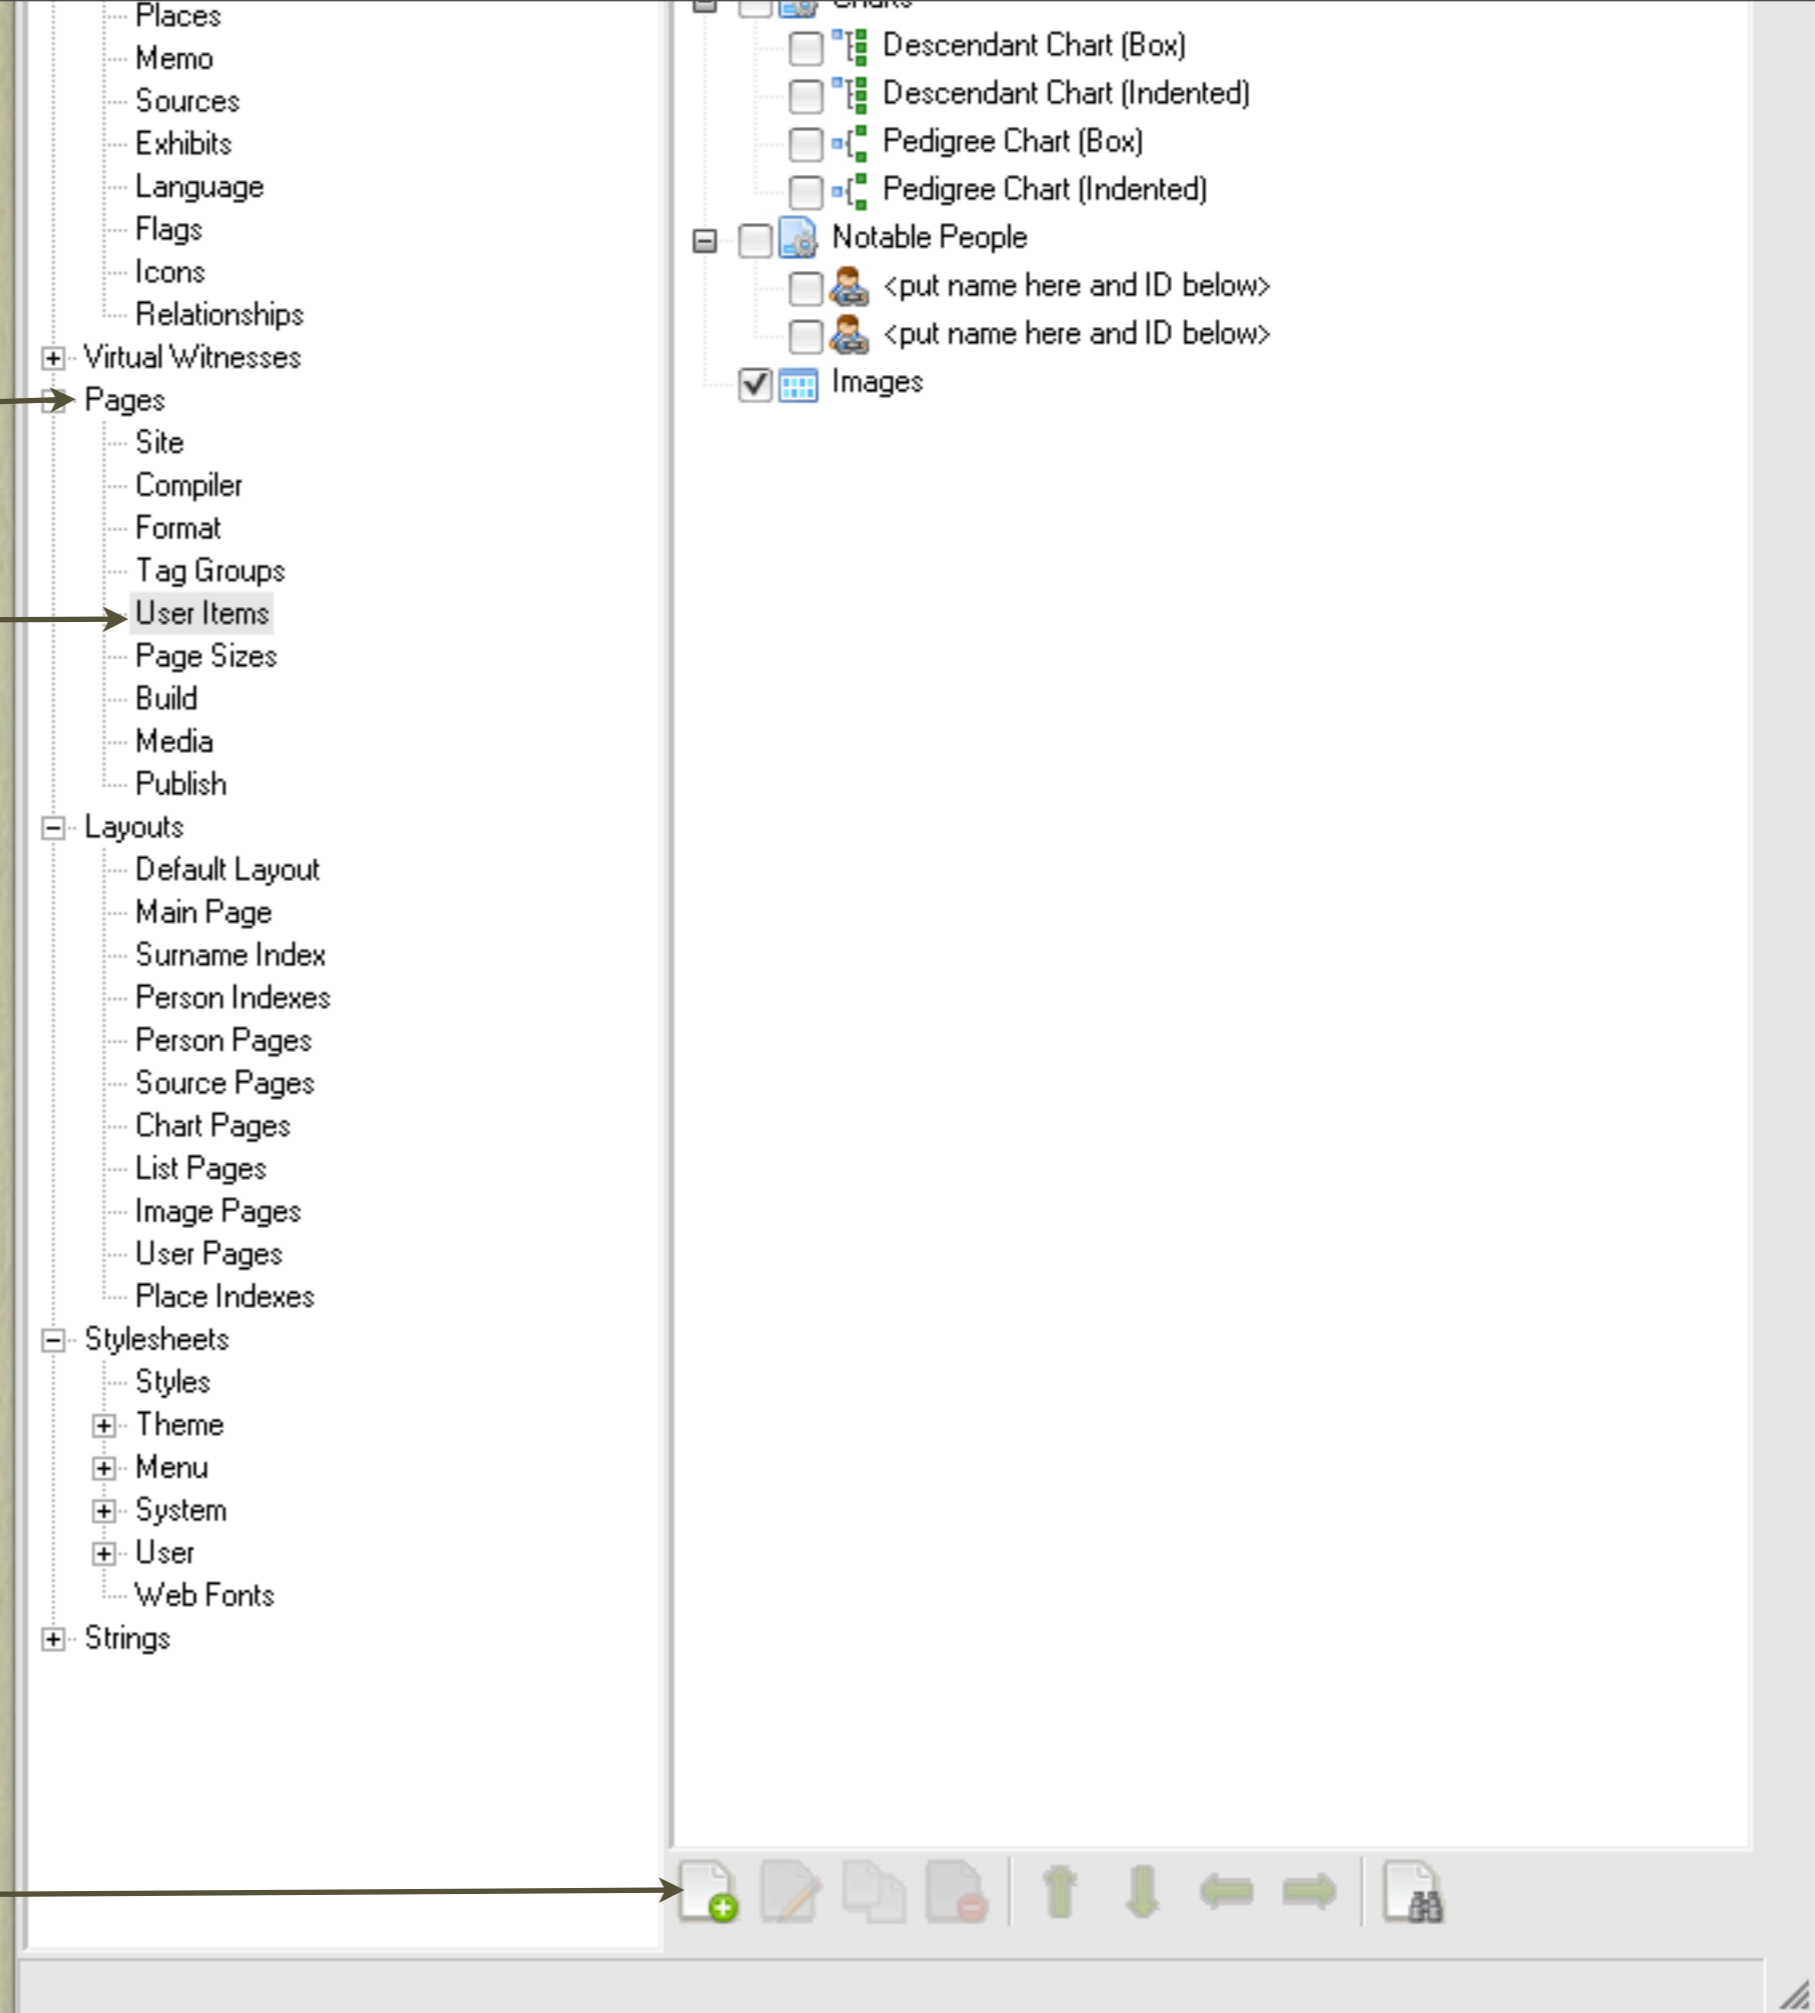 Places
Memo
Sources
Exhibits
Language
Flags
Icons
Relationships
Virtual Witnesses
Pages
Site
Compiler
Format
Tag Groups
User Items
Page Sizes
Build
Media
Publish
Layouts
Default Layout
Main Page
Surname Index
Person Indexes
Person Pages
Source Pages
Chart Pages
List Pages
Image Pages
User Pages
Place Indexes
Stylesheets
Styles
Theme
Menu
System
User
Web Fonts
Strings
Charts
Descendant Chart (Box)
Descendant Chart (Indented)
Pedigree Chart (Box)
Pedigree Chart (Indented)
Notable People
<put name here and ID below>
<put name here and ID below>
Images